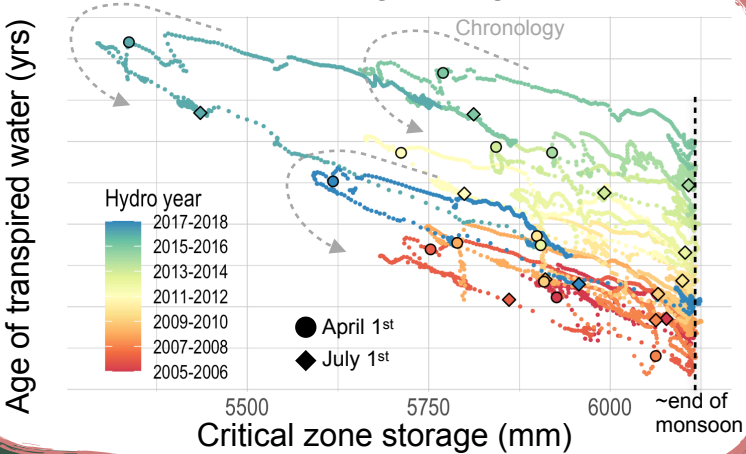 Chronology
Age of transpired water (yrs)
Hydro year
2017-2018
2015-2016
2013-2014
2011-2012
2009-2010
2007-2008
2005-2006
April 1st
July 1st
5500
5750
6000
~end of
monsoon
Critical zone storage (mm)